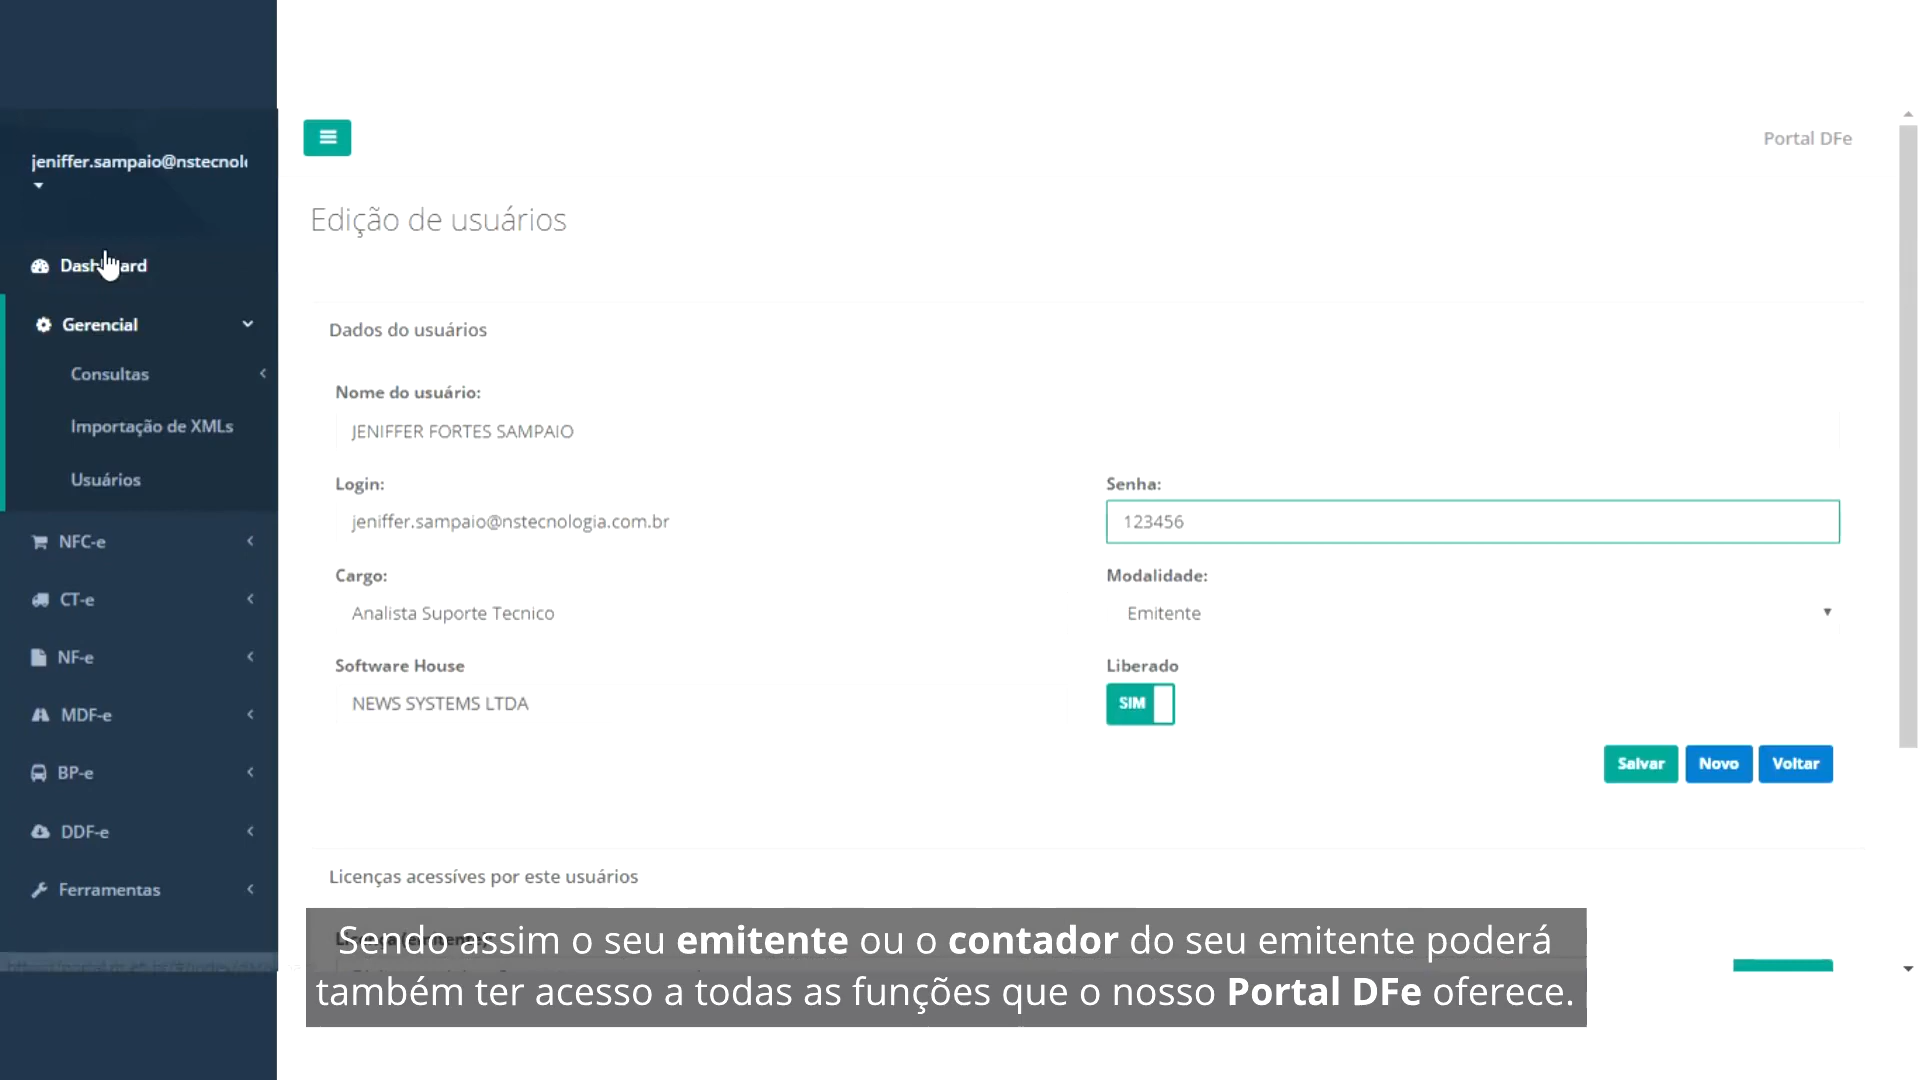 jeniffer.sampaio@nstecnol
Portal DFe
Edição de usuários
Dashboard
Gerencial
Consultas
Importação de XMLs
Usuários
NFC-e
CT-e
NF-e
MDF-e
BP-e
DDF-e
Ferramentas
Dados do usuários
Nome do usuário:
JENIFFER FORTES SAMPAIO
Login:
Senha:
jeniffer.sampaio@nstecnologia.com.br
123456
Cargo:
Modalidade:
Analista Suporte Tecnico
Emitente
Software House
Liberado
NEWS SYSTEMS LTDA
SIM
Salvar
Novo
Voltar
Licenças acessíves por este usuários
Sendo assim o seu emitente ou o contador do seu emitente poderá
também ter acesso a todas as funções que o nosso Portal DFe oferece.